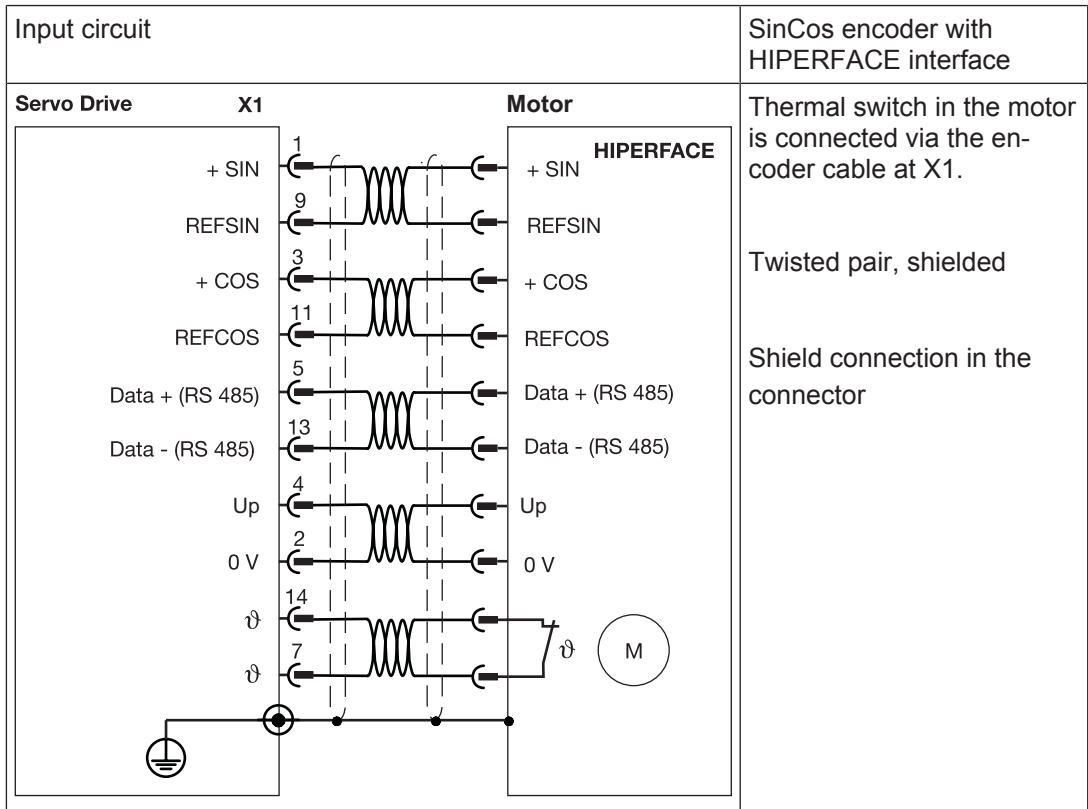 Input circuit
SinCos encoder with
HIPERFACE interface
Servo Drive X1 Motor
Thermal switch in the motor
is connected via the en-
coder cable at X1.
Twisted pair, shielded
Shield connection in the
connector
HIPERFACE
+ SIN 1 + SIN
REFSIN 9 REFSIN
+ COS 3 + COS
REFCOS 11 REFCOS
Data + (RS 485) 5 Data + (RS 485)
Data - (RS 485) 13 Data - (RS 485)
Up 4 Up
0 V 2 0 V
ϑ 14
ϑ M
ϑ 7